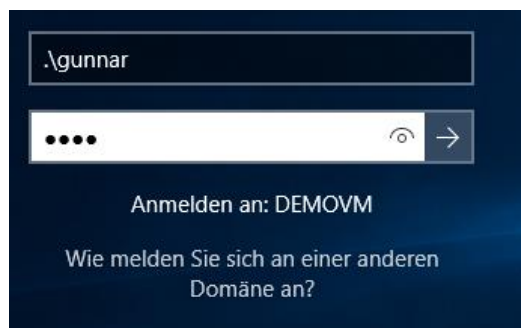 .\gunnar
••••
Anmelden an: DEMOVM
Wie melden Sie sich an einer anderen
Domäne an?